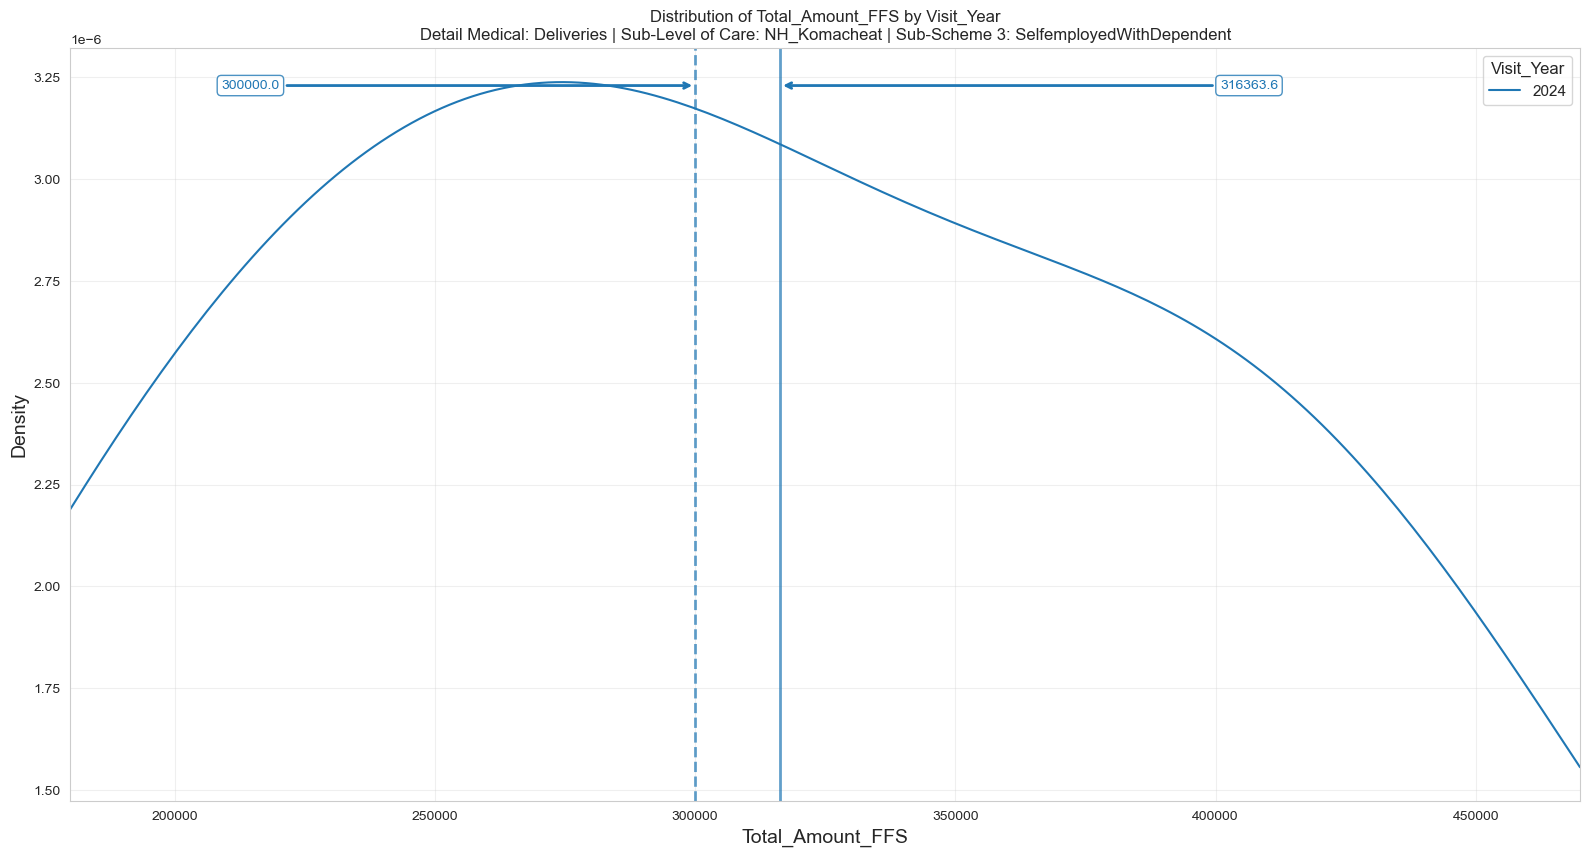 Distribution of Total_Amount_FFS by Visit_Year
Detail Medical: Deliveries | Sub-Level of Care: NH_Komacheat | Sub-Scheme 3: SelfemployedWithDependent
1e−6
3.25
3.00
2.75
2.50
2.25
2.00
1.75
1.50
Density
300000.0
316363.6
Visit_Year
2024
200000
250000
300000
350000
400000
450000
Total_Amount_FFS